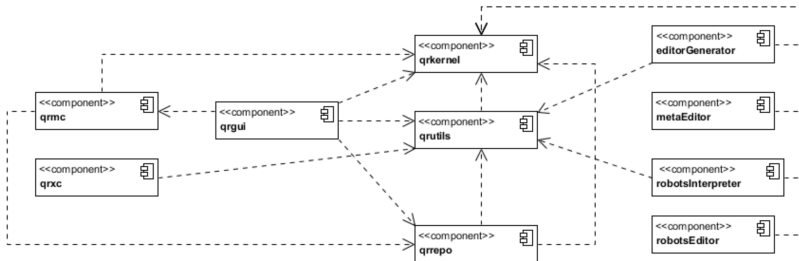 <<component>>
qrkernel
<<component>>
editorGenerator
<<component>>
qrmc
<<component>>
qrgui
<<component>>
qrutils
<<component>>
metaEditor
<<component>>
qrxc
<<component>>
robotsInterpreter
<<component>>
qrrepo
<<component>>
robotsEditor